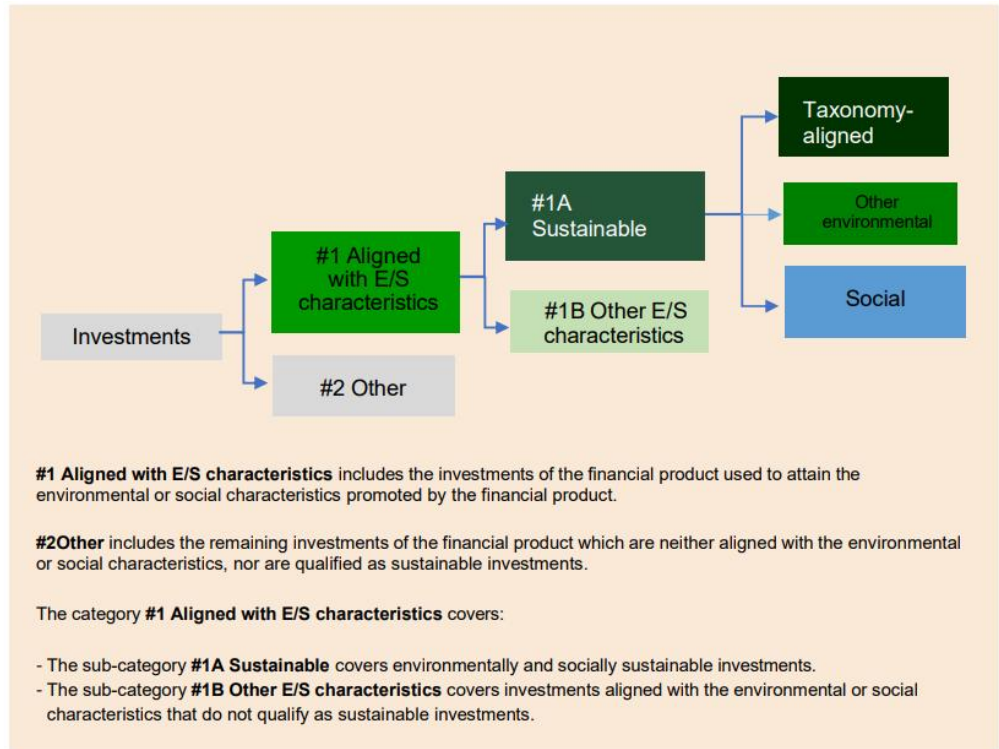 Taxonomy-
aligned
#1A
Sustainable
Other
environmental
#1 Aligned
with E/S
characteristics
Social
#1B Other E/S
characteristics
Investments
#2 Other
#1 Aligned with E/S characteristics includes the investments of the financial product used to attain the
environmental or social characteristics promoted by the financial product.
#2Other includes the remaining investments of the financial product which are neither aligned with the environmental
or social characteristics, nor are qualified as sustainable investments.
The category #1 Aligned with E/S characteristics covers:
- The sub-category #1A Sustainable covers environmentally and socially sustainable investments.
- The sub-category #1B Other E/S characteristics covers investments aligned with the environmental or social
characteristics that do not qualify as sustainable investments.